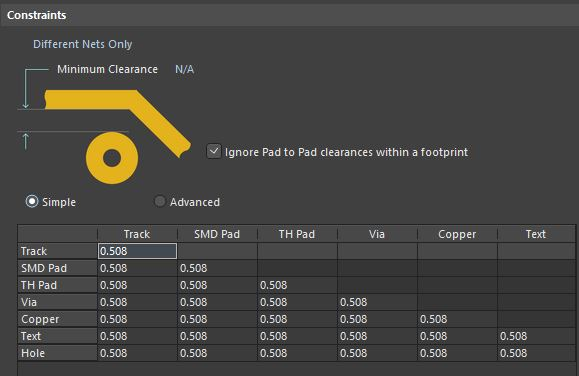 Constraints
Different Nets Only
Minimum Clearance N/A
Ignore Pad to Pad clearances within a footprint
Simple Advanced
Track SMD Pad TH Pad Via Copper Text
Track 0.508
SMD Pad 0.508 0.508
TH Pad 0.508 0.508 0.508
Via 0.508 0.508 0.508 0.508
Copper 0.508 0.508 0.508 0.508 0.508
Text 0.508 0.508 0.508 0.508 0.508 0.508
Hole 0.508 0.508 0.508 0.508 0.508 0.508